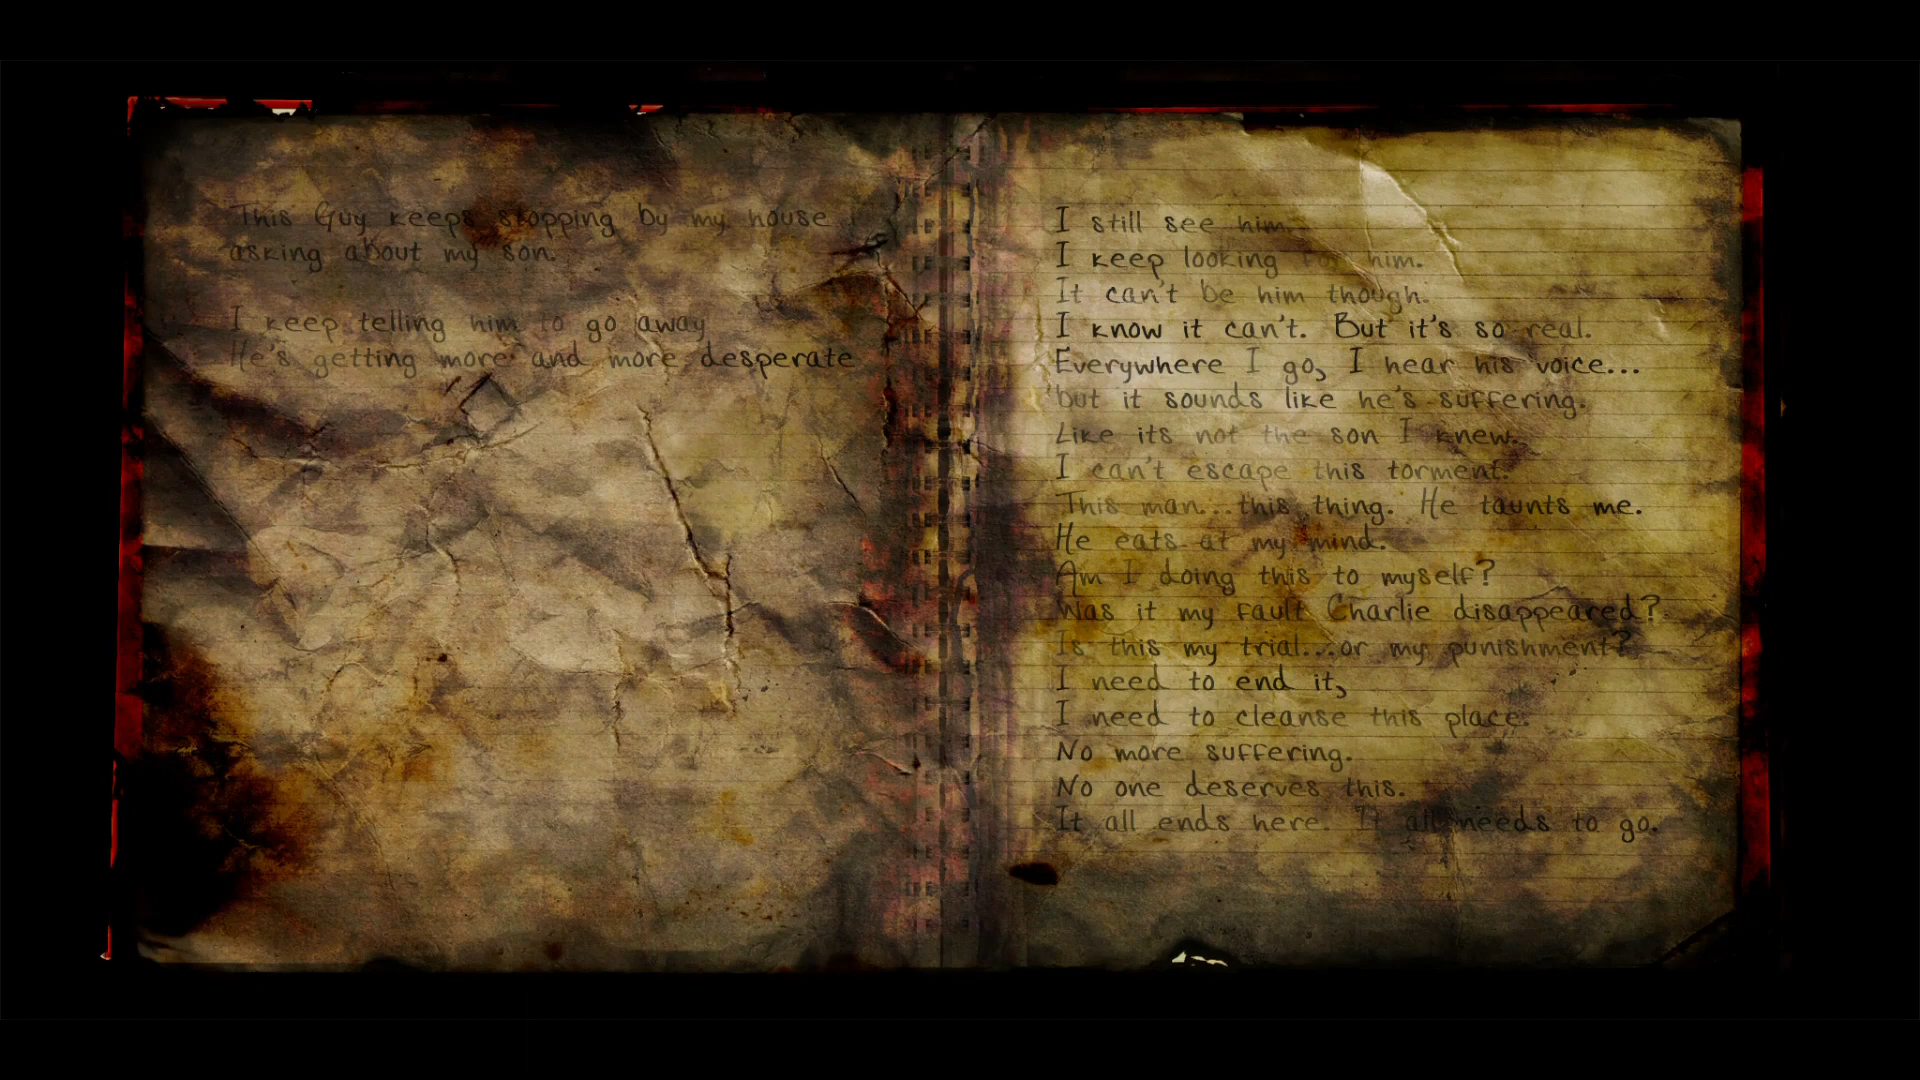 This Guy keeps stopping by my house
asking about my son.
I keep telling him to go away
He's getting more and more desperate
I still see him.
I keep looking for him.
It can't be him though.
I know it can't. But it's so real.
Everywhere I go, I hear his voice...
but it sounds like he's suffering.
Like its not the son I knew.
I can't escape this torment.
This man...this thing. He taunts me.
He eats at my mind.
Am I doing this to myself?
Was it my fault Charlie disappeared?
Is this my trial...or my punishment?
I need to end it,
I need to cleanse this place.
No more suffering.
No one deserves this.
It all ends here. It all needs to go.